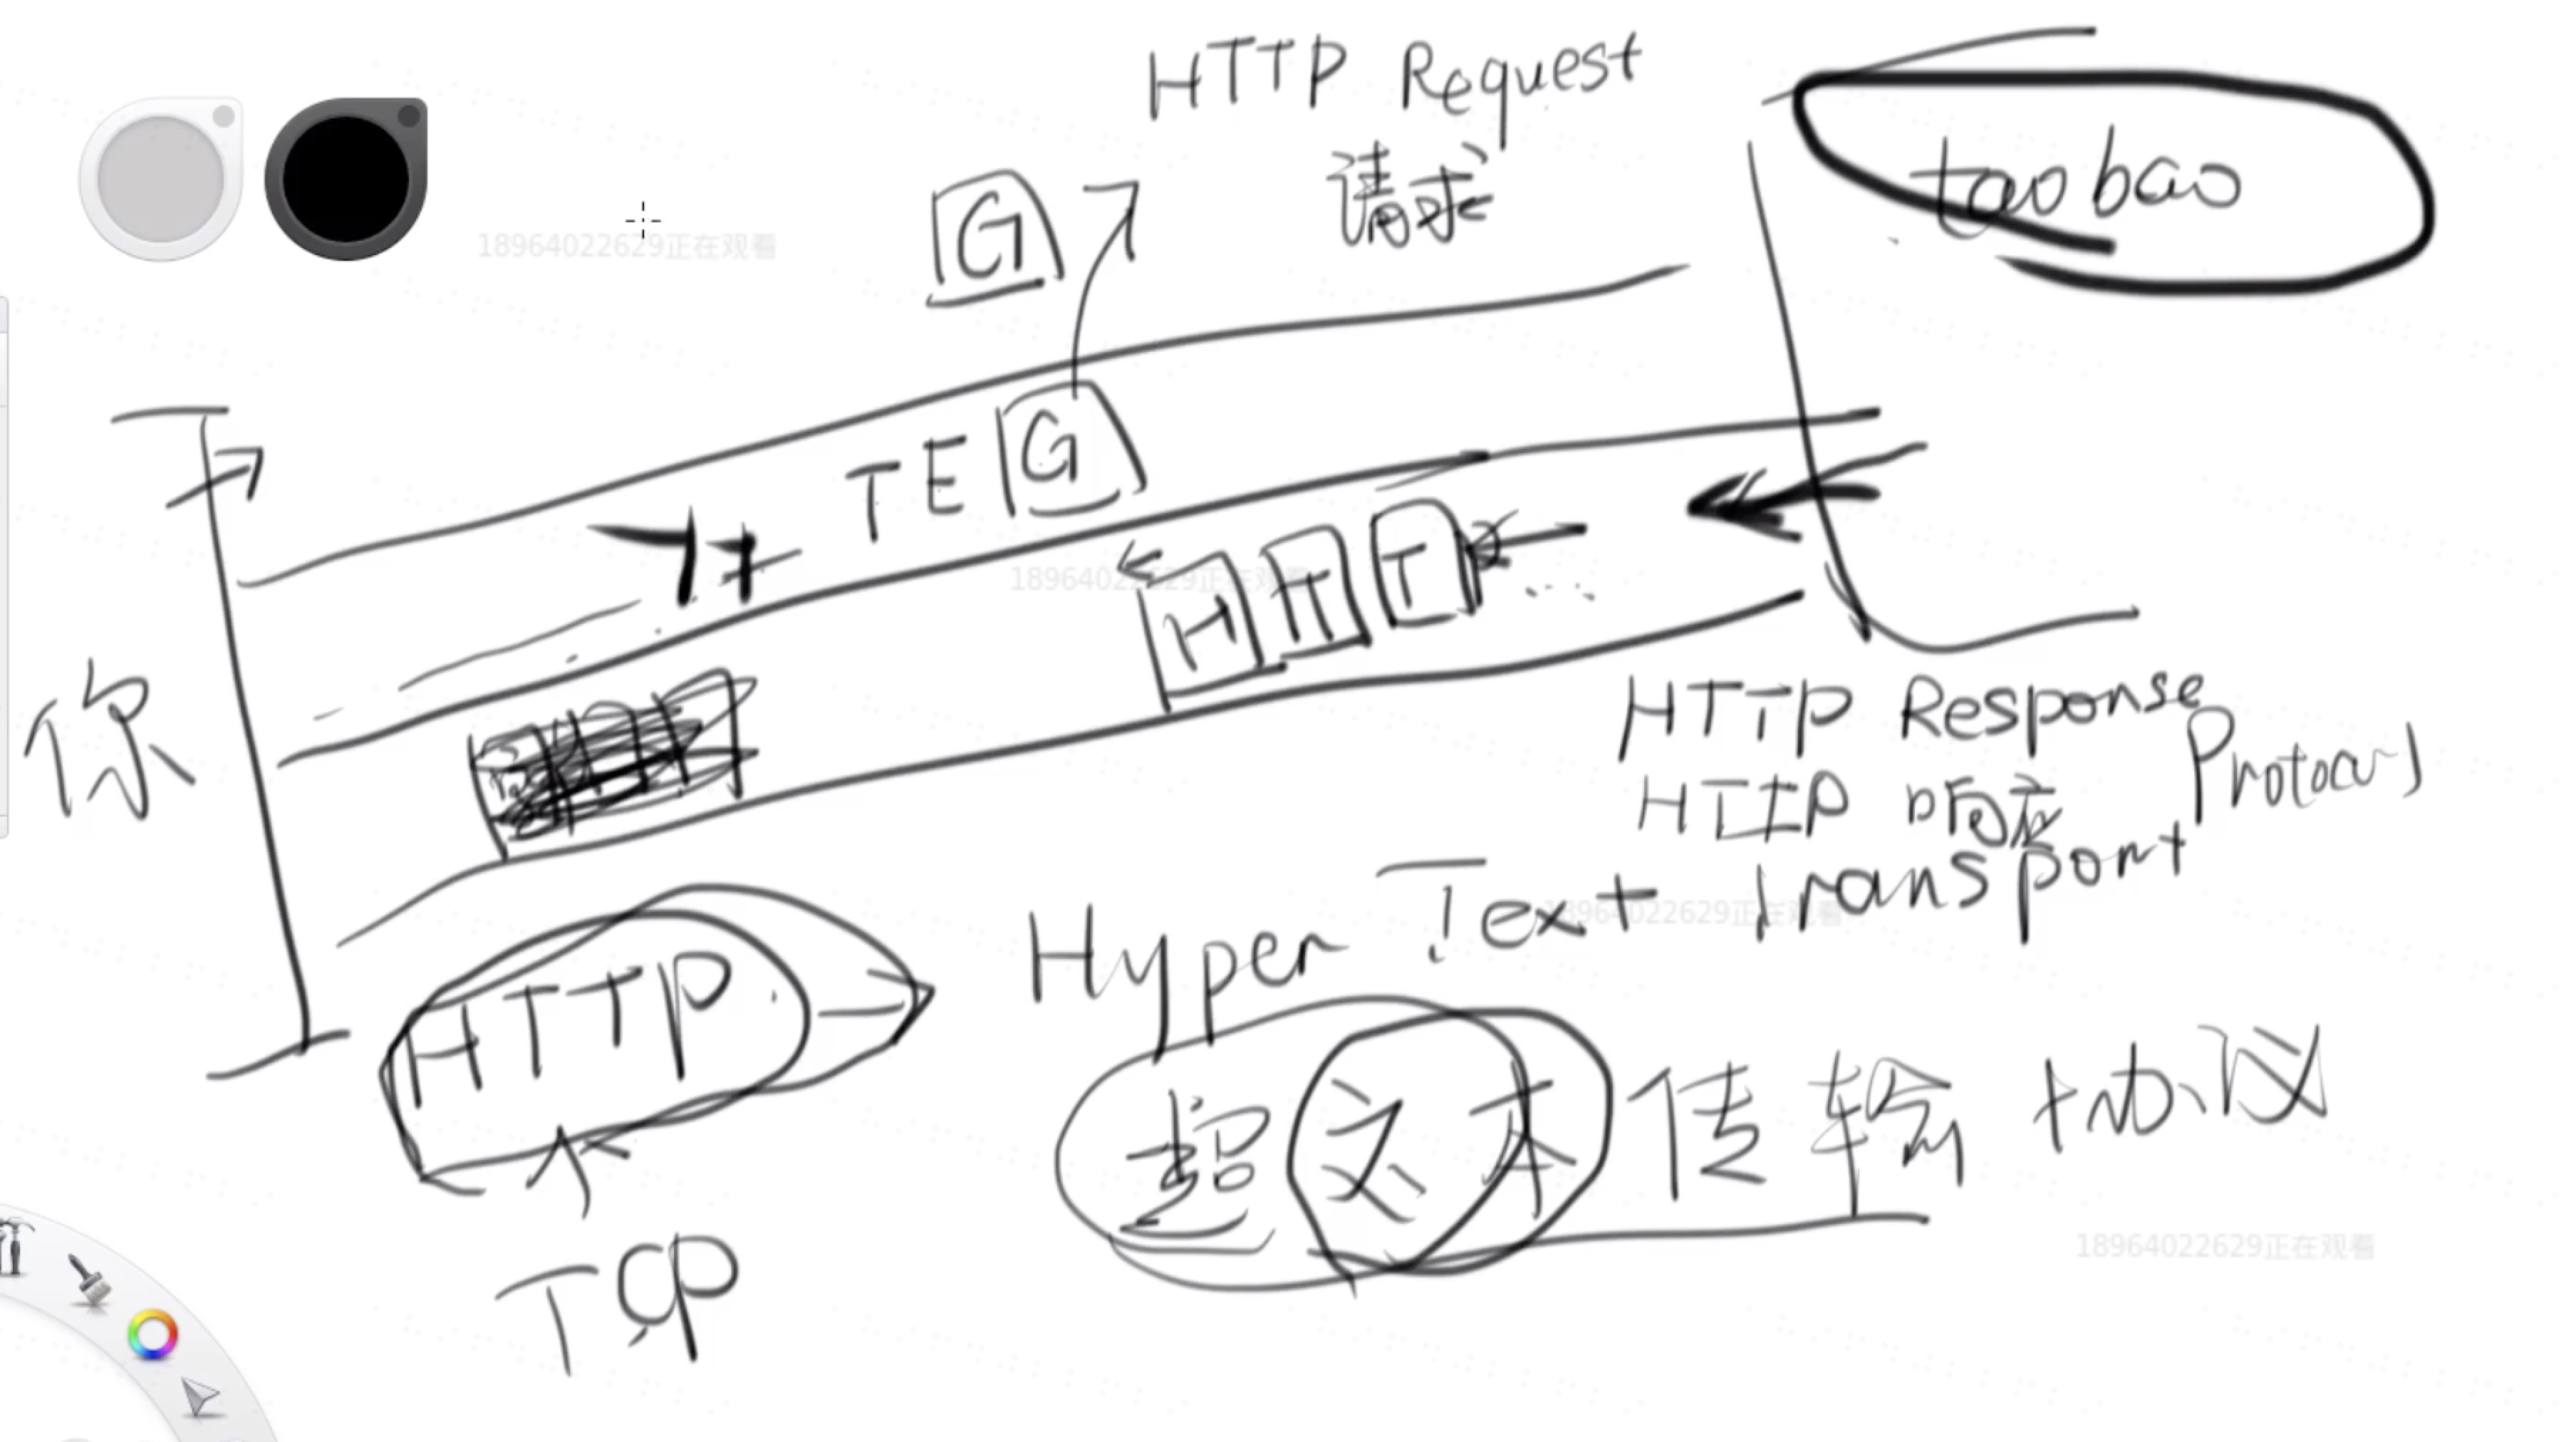 HTTP Request
请求
taobao
18964022629正在观看
G
T E G
18964022629正在观看
H T T
你
HTTP Response
HTTP 响应
Hyper Text Transport Protocol
18964022629正在观看
HTTP
超文本传输协议
TCP
18964022629正在观看